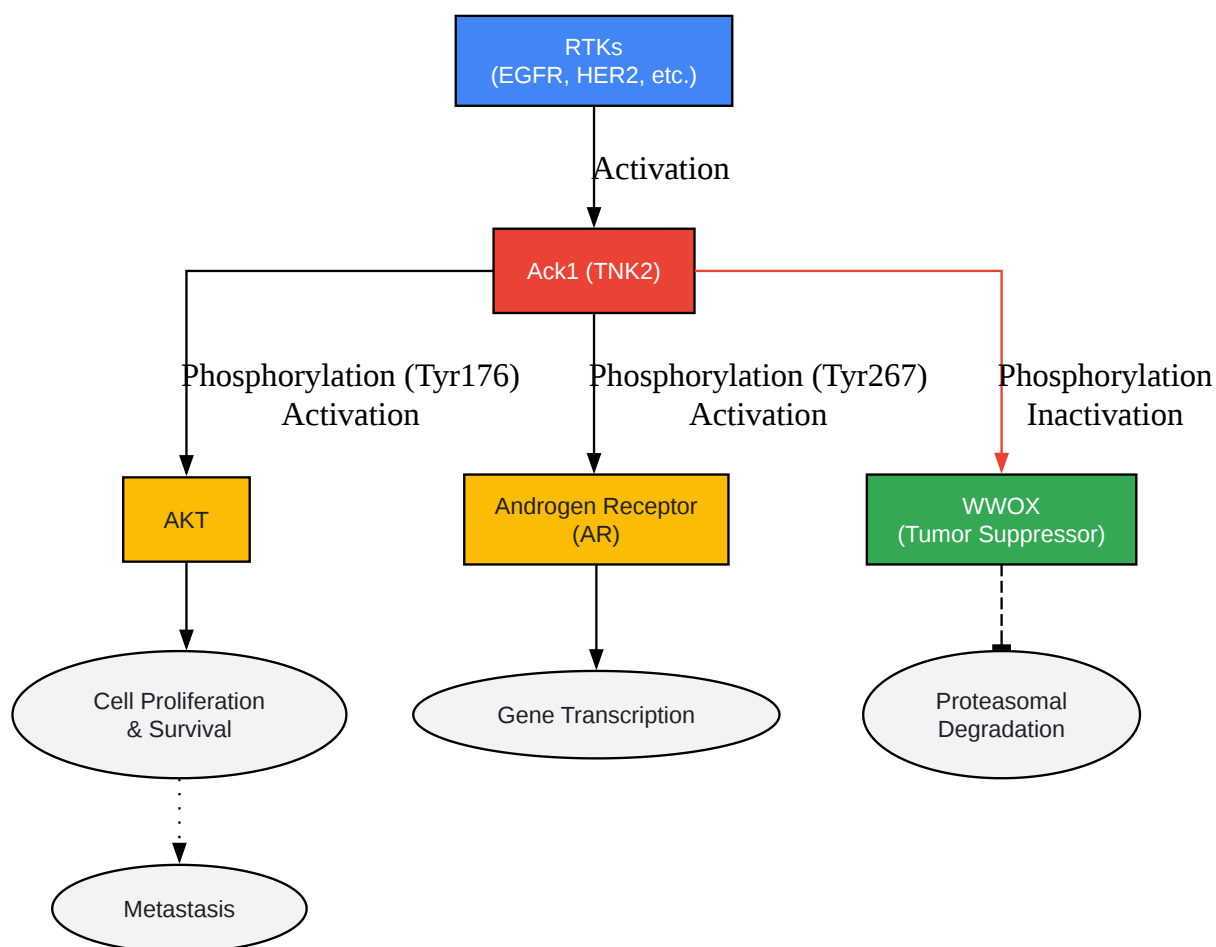 RTKs
(EGFR, HER2, etc.)
Activation
Ack1 (TNK2)
Phosphorylation (Tyr176)
Activation
Phosphorylation (Tyr267)
Activation
Phosphorylation
Inactivation
AKT
Androgen Receptor
(AR)
WWOX
(Tumor Suppressor)
Cell Proliferation
& Survival
Gene Transcription
Proteasomal
Degradation
Metastasis